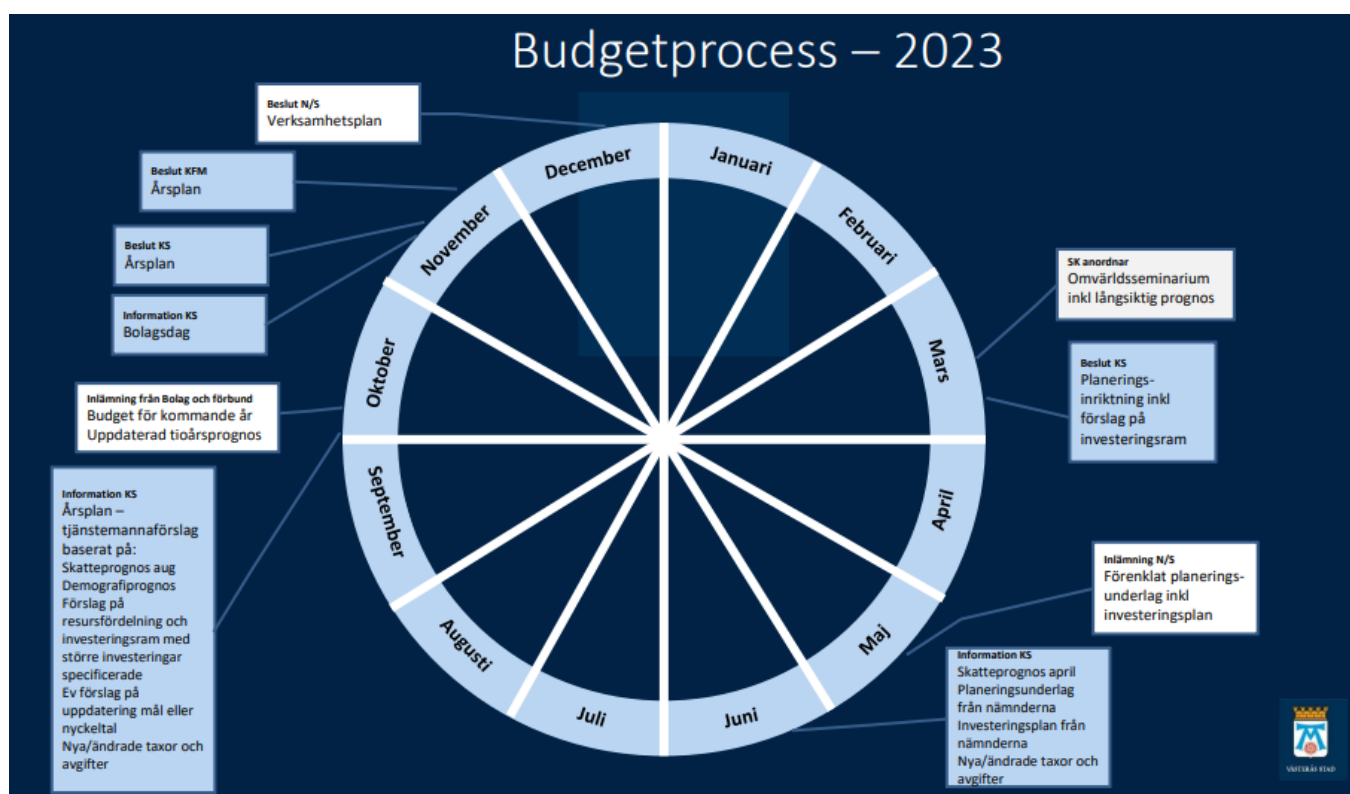 Budgetprocess – 2023
Beslut N/S
Verksamhetsplan
Beslut KFM
Årsplan
Beslut KS
Årsplan
Information KS
Bolagsdag
Inlämning från Bolag och förbund
Budget för kommande år
Uppdaterad tioårsprognos
Information KS
Årsplan –
tjänstemannaförslag
baserat på:
Skatteprognos aug
Demografiprognos
Förslag på
resursfördelning och
investeringsram med
större investeringar
specificerade
Ev förslag på
uppdatering mål eller
nyckeltal
Nya/ändrade taxor och
avgifter
Januari
Februari
Mars
April
Maj
Juni
Juli
Augusti
September
Oktober
November
December
SK anordnar
Omvärldsseminarium
inkl långsiktig prognos
Beslut KS
Planerings-
inriktning inkl
förslag på
investeringsram
Inlämning N/S
Förenklat planerings-
underlag inkl
investeringsplan
Information KS
Skatteprognos april
Planeringsunderlag
från nämnderna
Investeringsplan från
nämnderna
Nya/ändrade taxor och
avgifter
VÄSTERÅS STAD